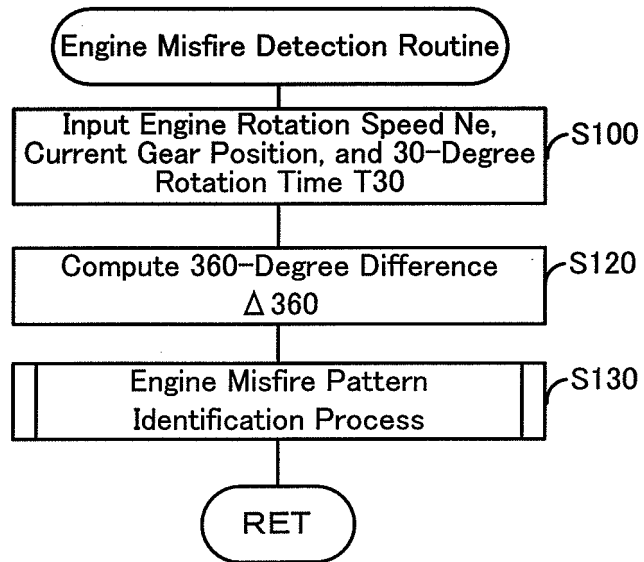 Engine Misfire Detection Routine
Input Engine Rotation Speed Ne,
Current Gear Position, and 30-Degree
Rotation Time T30
S100
Compute 360-Degree Difference
Δ360
S120
Engine Misfire Pattern
Identification Process
S130
RET